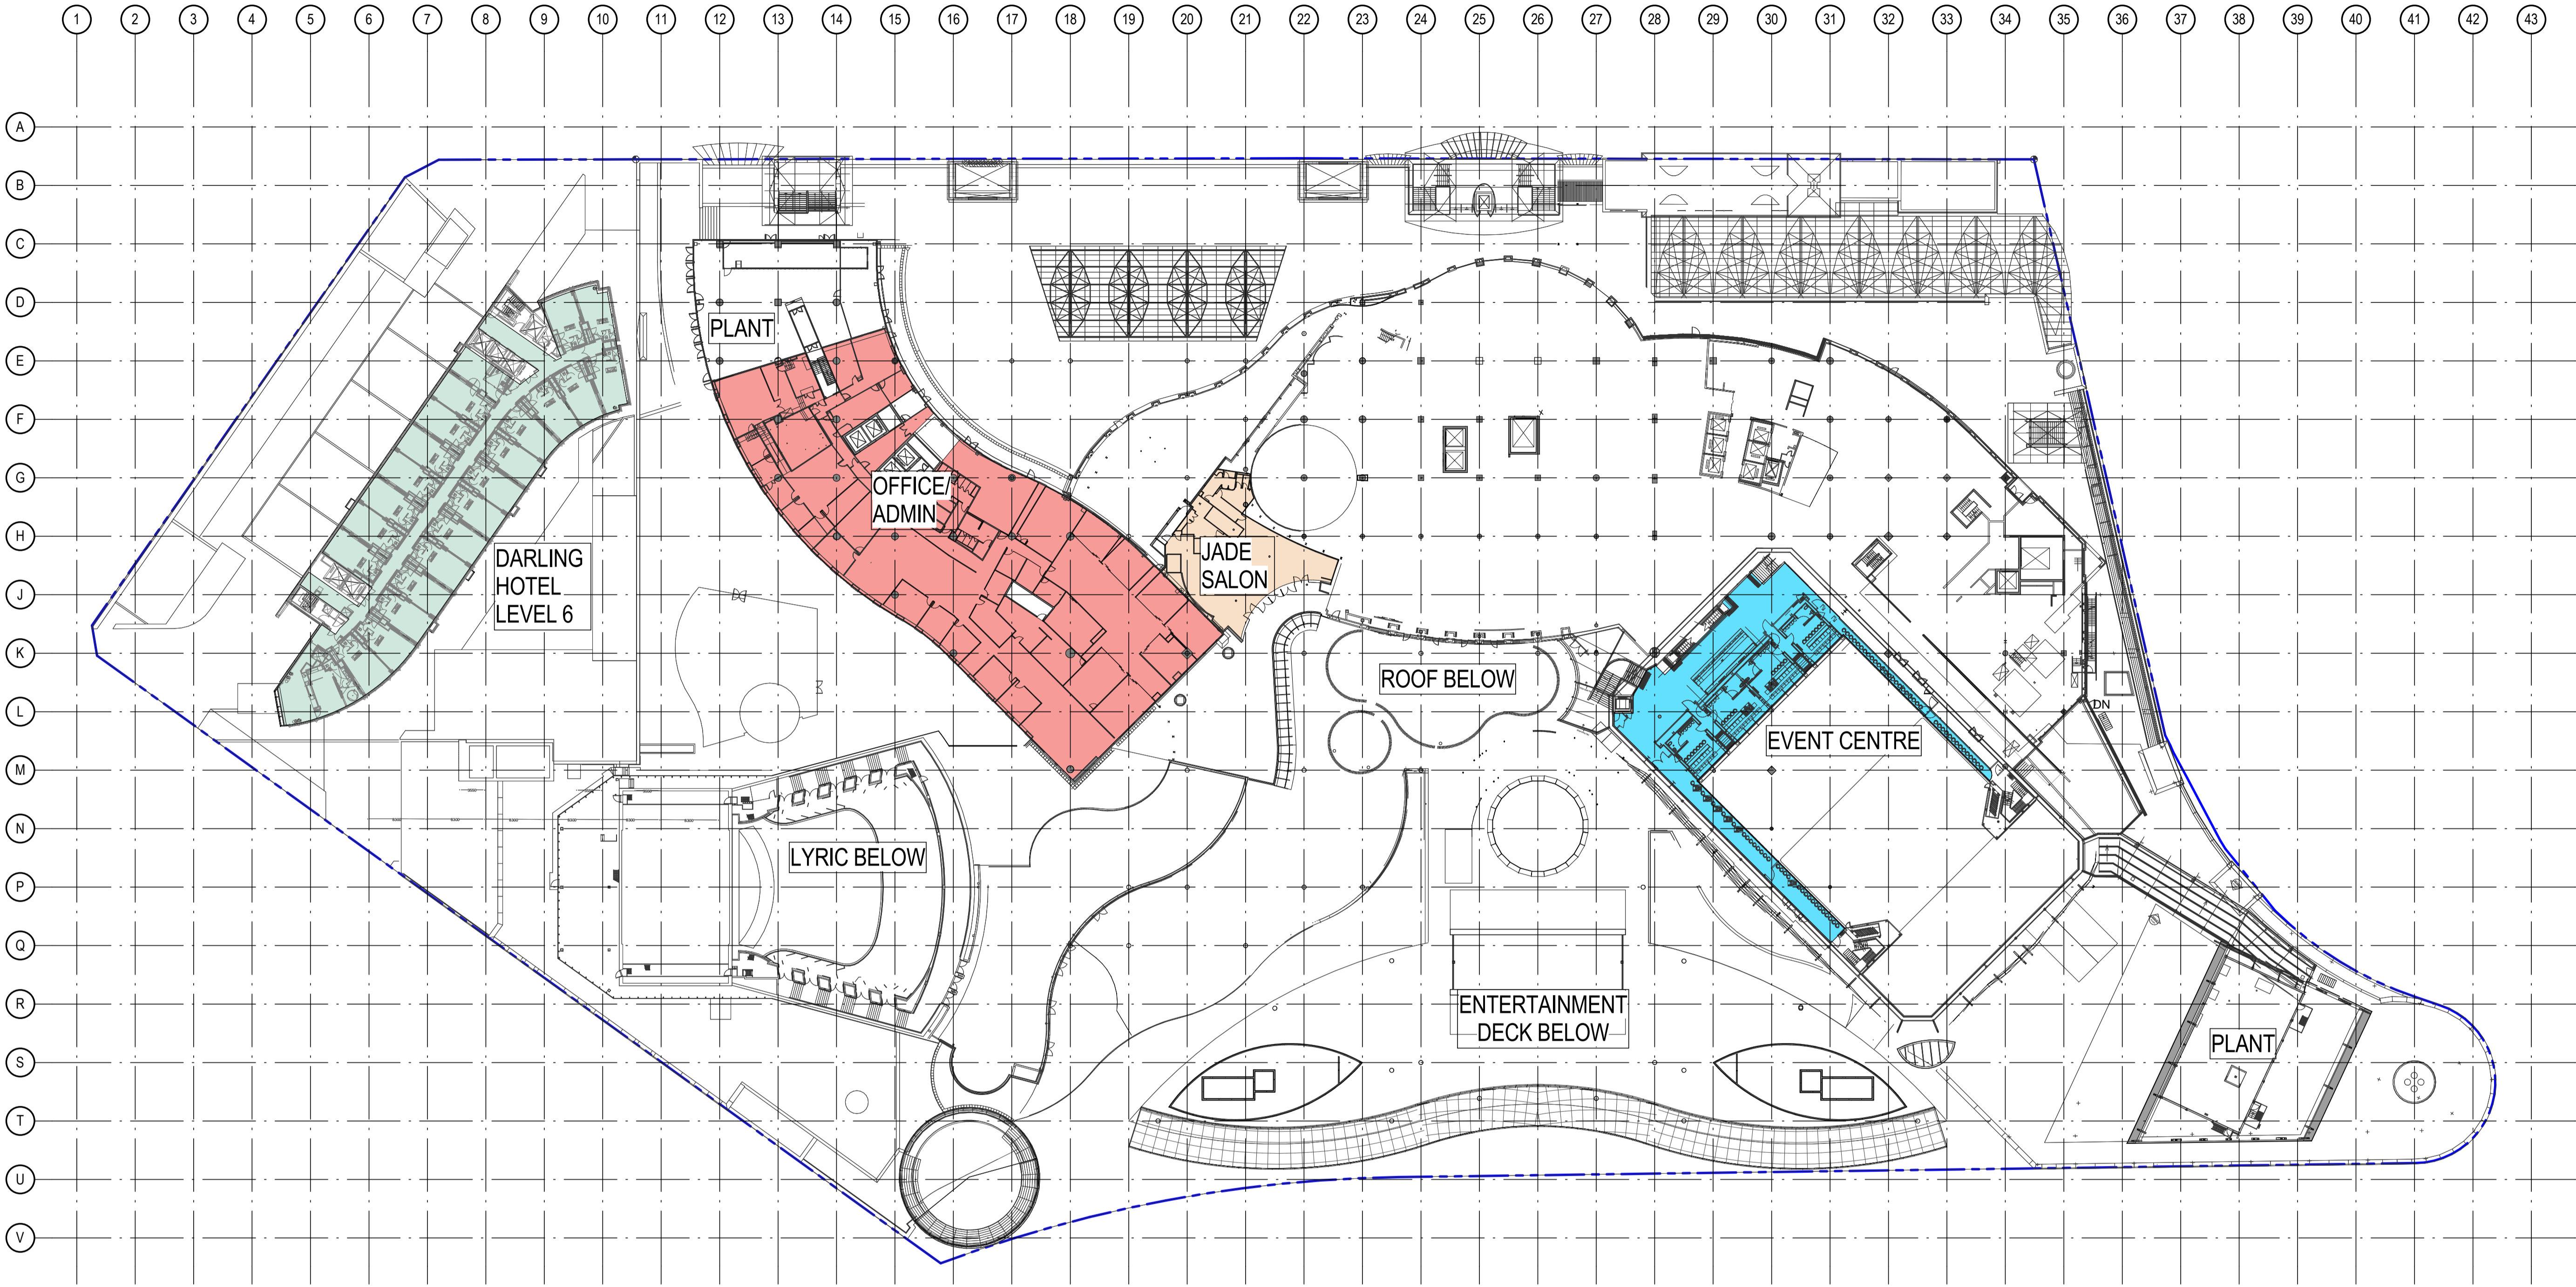 1 2 3 4 5 6 7 8 9 10 11 12 13 14 15 16 17 18 19 20 21 22 23 24 25 26 27 28 29 30 31 32 33 34 35 36 37 38 39 40 41 42 43
A
B
C
D
PLANT
E
F
G
OFFICE/
ADMIN
H
JADE
SALON
DARLING
HOTEL
LEVEL 6
J
K
ROOF BELOW
L
DN
EVENT CENTRE
M
N
LYRIC BELOW
P
Q
R
ENTERTAINMENT
DECK BELOW
PLANT
S
T
U
V